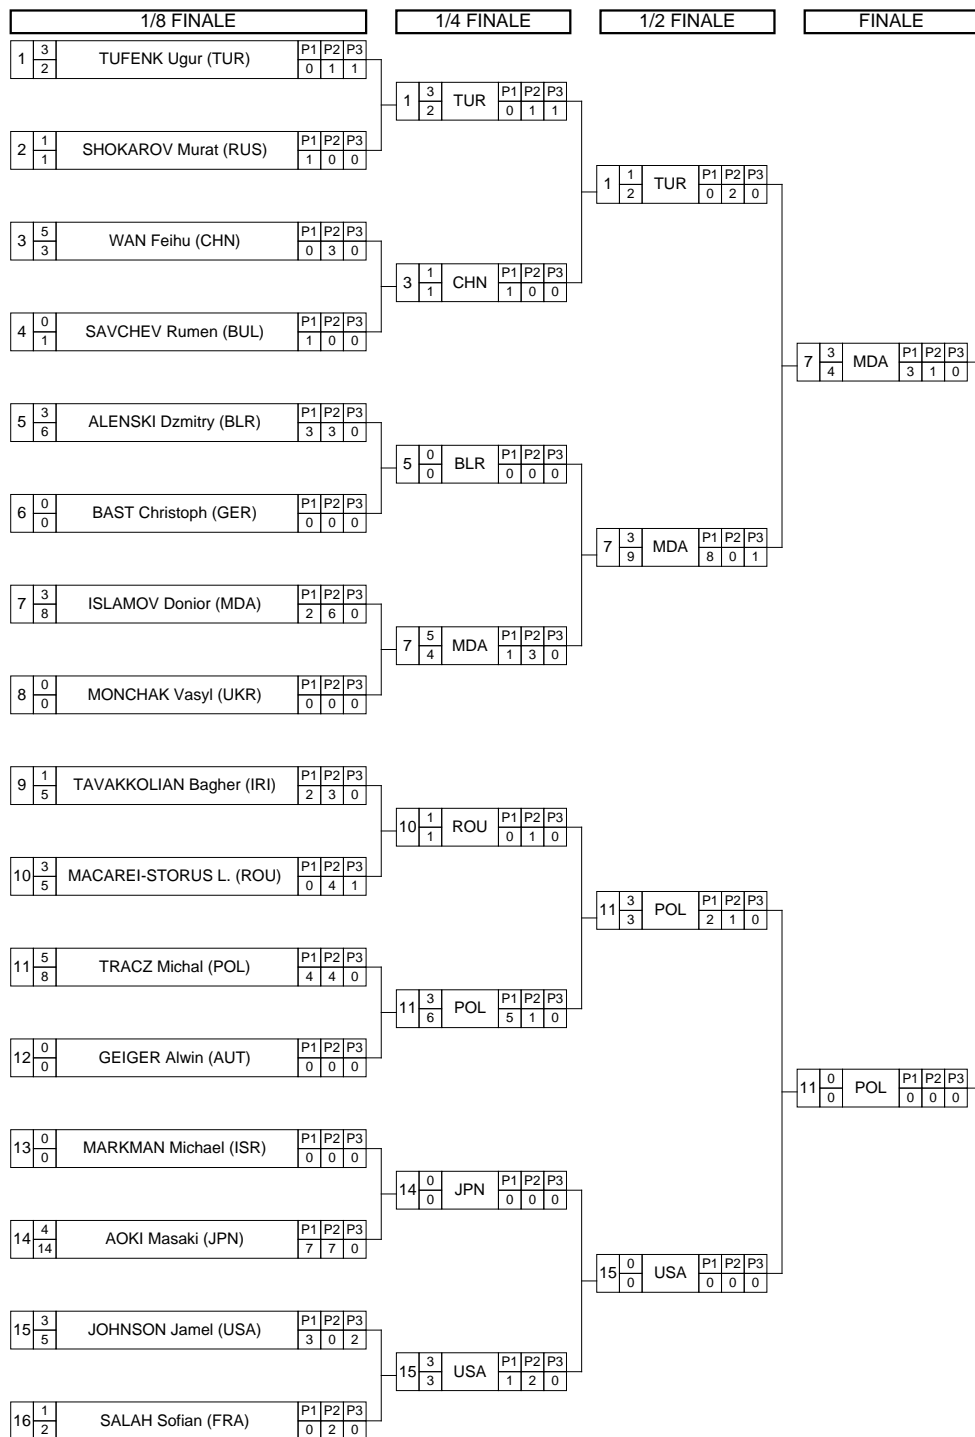 1/8 FINALE 1/4 FINALE 1/2 FINALE FINALE
1 3 2 TUFENK Ugur (TUR) P1 P2 P3 0 1 1
2 1 1 SHOKAROV Murat (RUS) P1 P2 P3 1 0 0
3 5 3 WAN Feihu (CHN) P1 P2 P3 0 3 0
4 0 1 SAVCHEV Rumen (BUL) P1 P2 P3 1 0 0
5 3 6 ALENSKI Dzmitry (BLR) P1 P2 P3 3 3 0
6 0 0 BAST Christoph (GER) P1 P2 P3 0 0 0
7 3 8 ISLAMOV Donior (MDA) P1 P2 P3 2 6 0
8 0 0 MONCHAK Vasyl (UKR) P1 P2 P3 0 0 0
9 1 5 TAVAKKOLIAN Bagher (IRI) P1 P2 P3 2 3 0
10 3 5 MACAREI-STORUS L. (ROU) P1 P2 P3 0 4 1
11 5 8 TRACZ Michal (POL) P1 P2 P3 4 4 0
12 0 0 GEIGER Alwin (AUT) P1 P2 P3 0 0 0
13 0 0 MARKMAN Michael (ISR) P1 P2 P3 0 0 0
14 4 14 AOKI Masaki (JPN) P1 P2 P3 7 7 0
15 3 5 JOHNSON Jamel (USA) P1 P2 P3 3 0 2
16 1 2 SALAH Sofian (FRA) P1 P2 P3 0 2 0
1 3 2 TUR P1 P2 P3 0 1 1
3 1 1 CHN P1 P2 P3 1 0 0
5 0 0 BLR P1 P2 P3 0 0 0
7 5 4 MDA P1 P2 P3 1 3 0
10 1 1 ROU P1 P2 P3 0 1 0
11 3 6 POL P1 P2 P3 5 1 0
14 0 0 JPN P1 P2 P3 0 0 0
15 3 3 USA P1 P2 P3 1 2 0
1 1 2 TUR P1 P2 P3 0 2 0
7 3 9 MDA P1 P2 P3 8 0 1
11 3 3 POL P1 P2 P3 2 1 0
15 0 0 USA P1 P2 P3 0 0 0
7 3 4 MDA P1 P2 P3 3 1 0
11 0 0 POL P1 P2 P3 0 0 0